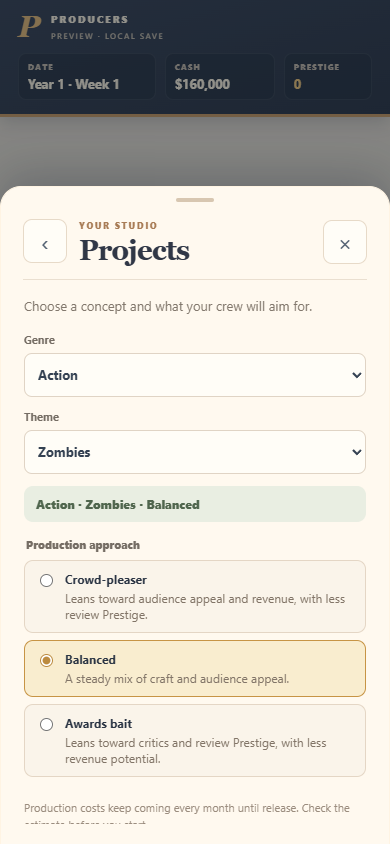 P PRODUCERS
PREVIEW · LOCAL SAVE
DATE
Year 1 · Week 1
CASH
$160,000
PRESTIGE
0
YOUR STUDIO
Projects
Choose a concept and what your crew will aim for.
Genre
Action
Theme
Zombies
Action · Zombies · Balanced
Production approach
Crowd-pleaser
Leans toward audience appeal and revenue, with less
review Prestige.
Balanced
A steady mix of craft and audience appeal.
Awards bait
Leans toward critics and review Prestige, with less
revenue potential.
Production costs keep coming every month until release. Check the
estimate before you start.